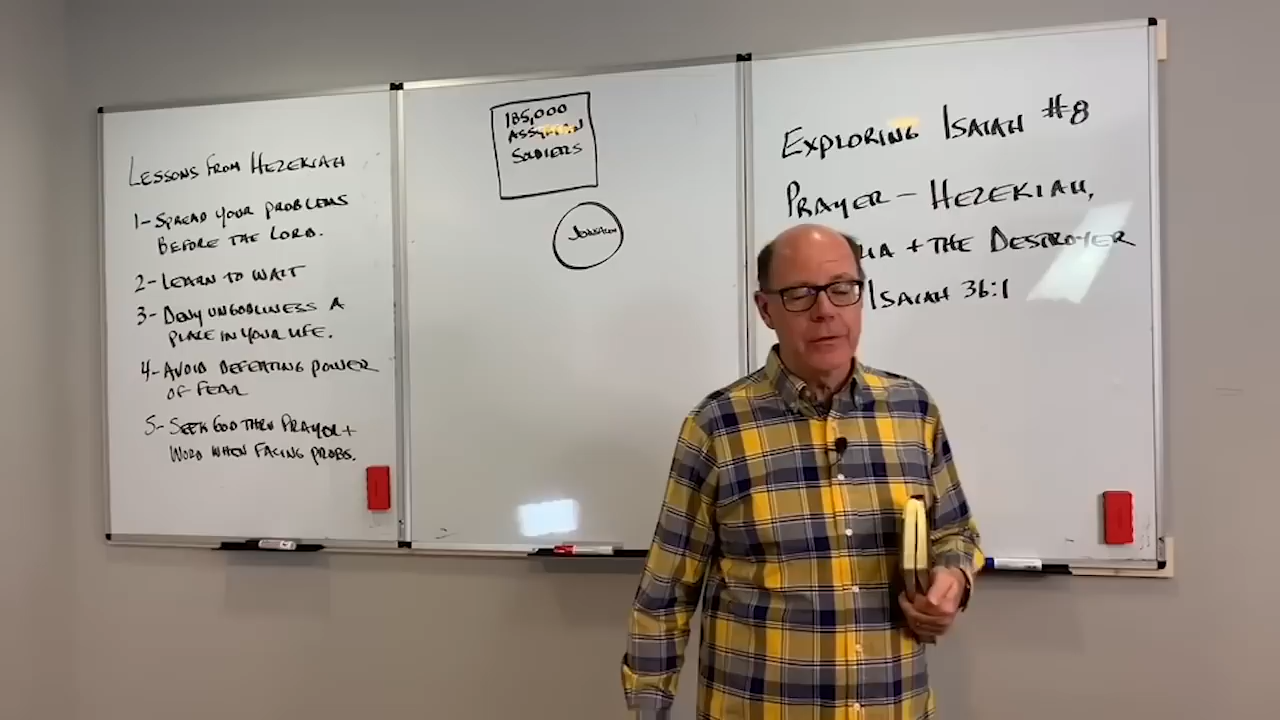 LESSONS FROM HEZEKIAH
1- SPREAD YOUR PROBLEMS
BEFORE THE LORD.
2- LEARN TO WAIT
3- DENY UNGODLINESS A
PLACE IN YOUR LIFE.
4- AVOID DEFEATING POWER
OF FEAR
5- SEEK GOD THRU PRAYER +
WORD WHEN FACING PROBS.
185,000
ASSYRIAN
SOLDIERS
JERUSALEM
EXPLORING ISAIAH #8
PRAYER - HEZEKIAH,
+ THE DESTROYER
ISAIAH 36:1